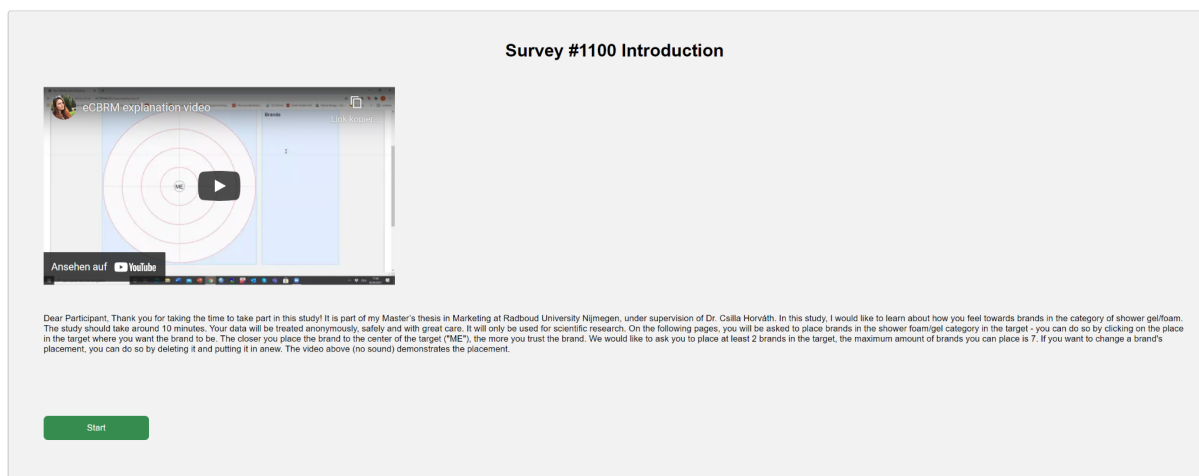 Survey #1100 Introduction
eCBRM explanation video
Link kopier...
Brands
ME
Ansehen auf YouTube
Dear Participant, Thank you for taking the time to take part in this study! It is part of my Master's thesis in Marketing at Radboud University Nijmegen, under supervision of Dr. Csilla Horváth. In this study, I would like to learn about how you feel towards brands in the category of shower gel/foam.
The study should take around 10 minutes. Your data will be treated anonymously, safely and with great care. It will only be used for scientific research. On the following pages, you will be asked to place brands in the shower foam/gel category in the target - you can do so by clicking on the place
in the target where you want the brand to be. The closer you place the brand to the center of the target ("ME"), the more you trust the brand. We would like to ask you to place at least 2 brands in the target, the maximum amount of brands you can place is 7. If you want to change a brand's
placement, you can do so by deleting it and putting it in anew. The video above (no sound) demonstrates the placement.
Start